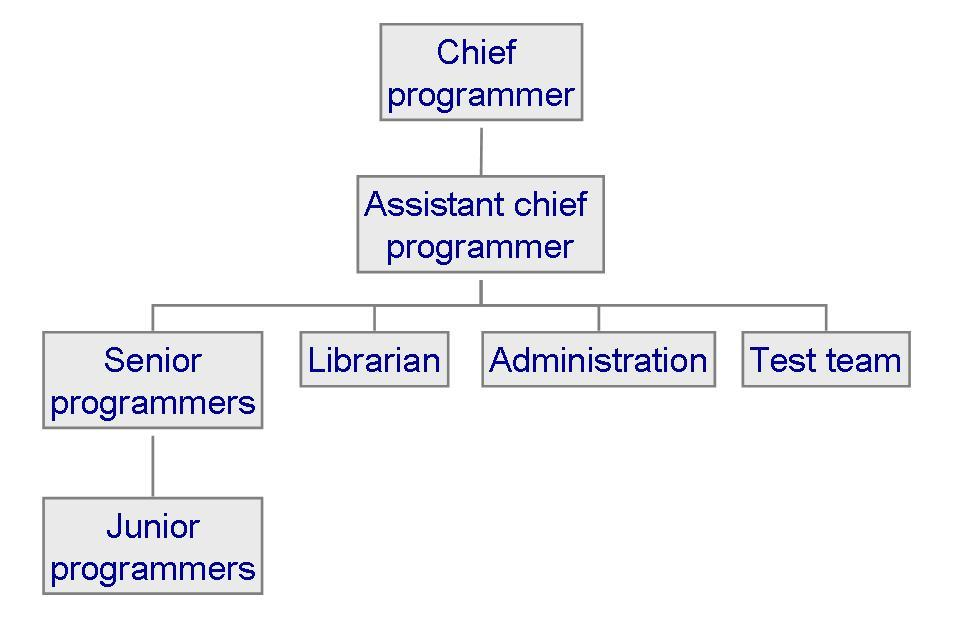 Chief
programmer
Assistant chief
programmer
Senior
programmers
Librarian
Administration
Test team
Junior
programmers